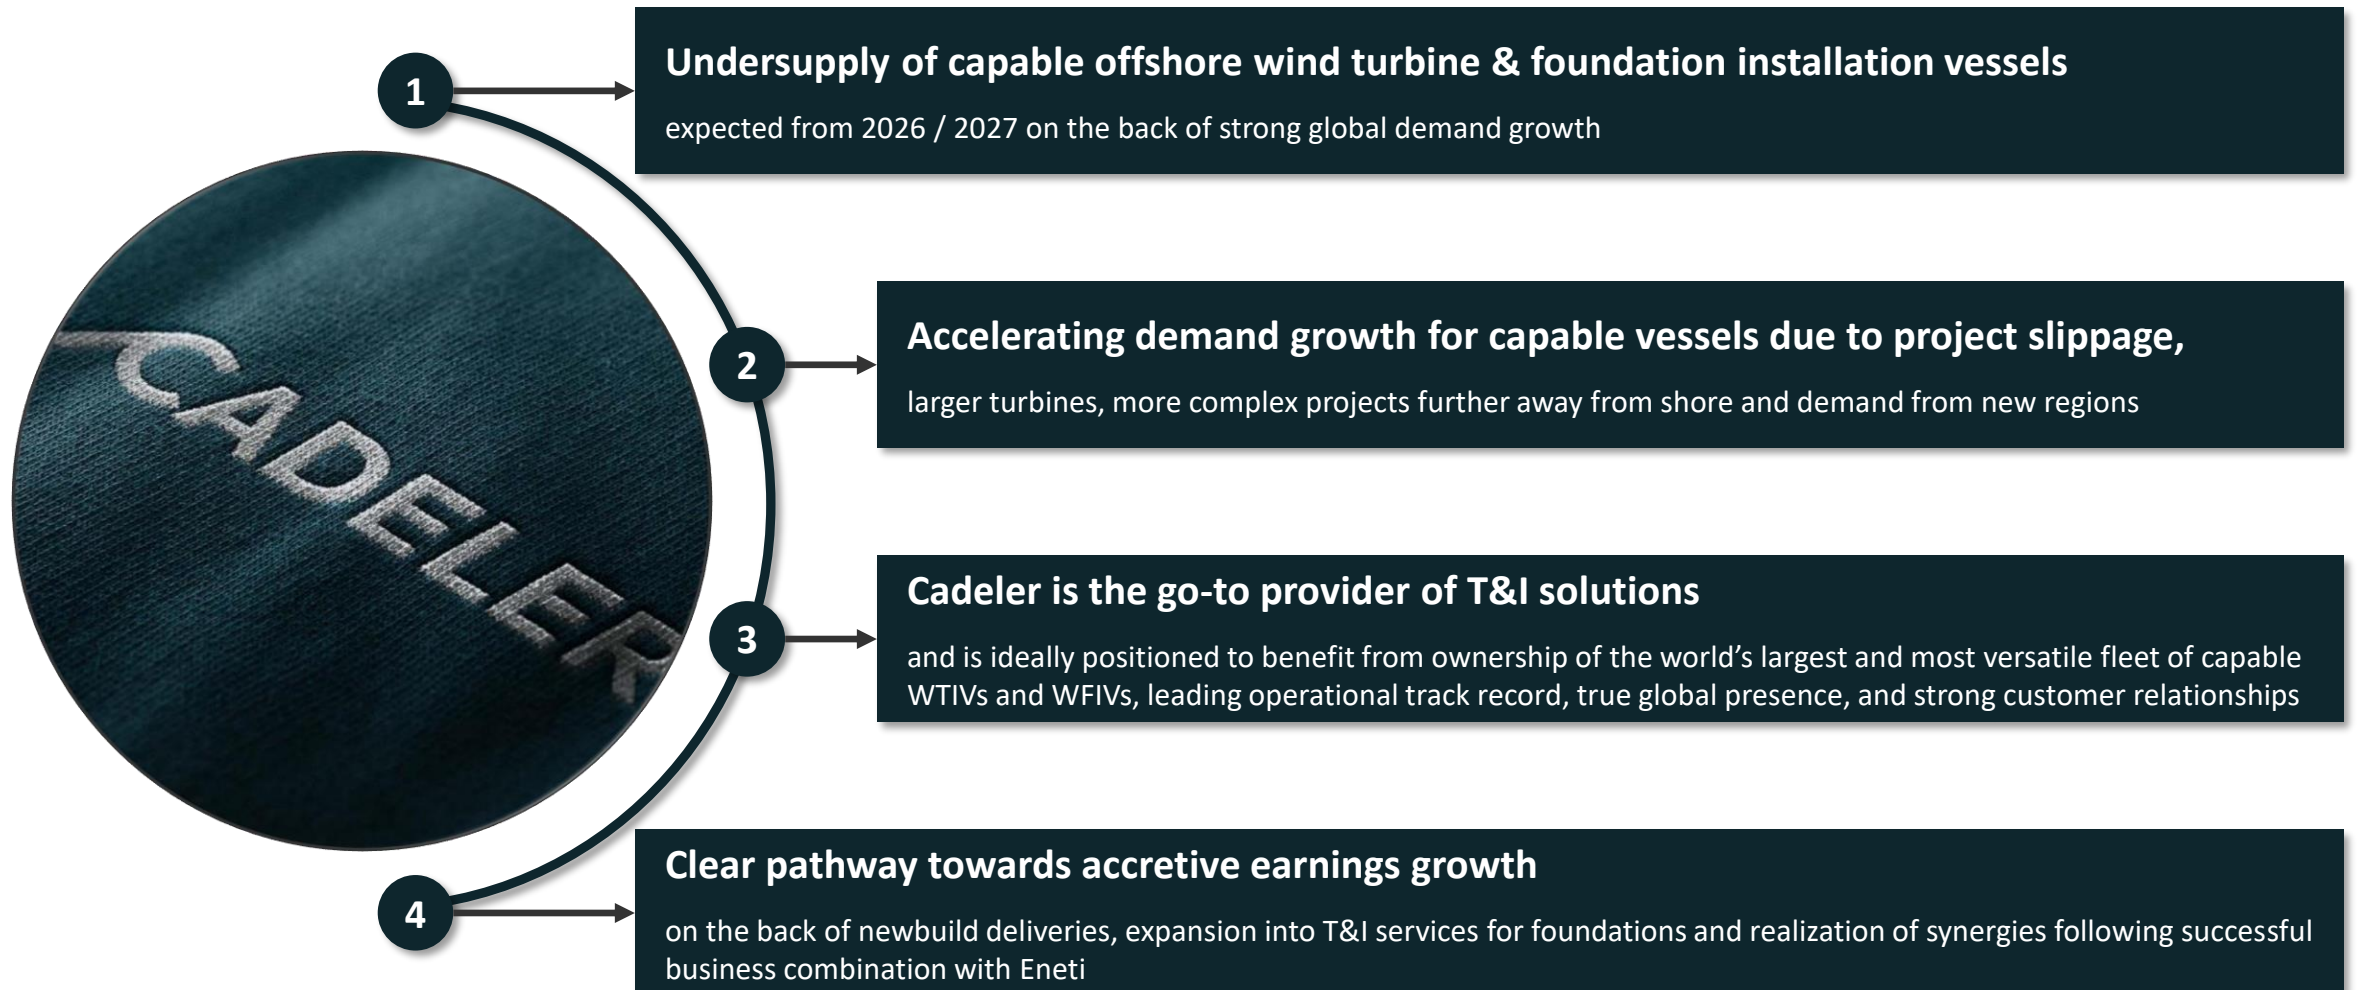 1
Undersupply of capable offshore wind turbine & foundation installation vessels
expected from 2026 / 2027 on the back of strong global demand growth
CADELER
2
Accelerating demand growth for capable vessels due to project slippage,
larger turbines, more complex projects further away from shore and demand from new regions
3
Cadeler is the go-to provider of T&I solutions
and is ideally positioned to benefit from ownership of the world’s largest and most versatile fleet of capable
WTIVs and WFIVs, leading operational track record, true global presence, and strong customer relationships
4
Clear pathway towards accretive earnings growth
on the back of newbuild deliveries, expansion into T&I services for foundations and realization of synergies following successful
business combination with Eneti